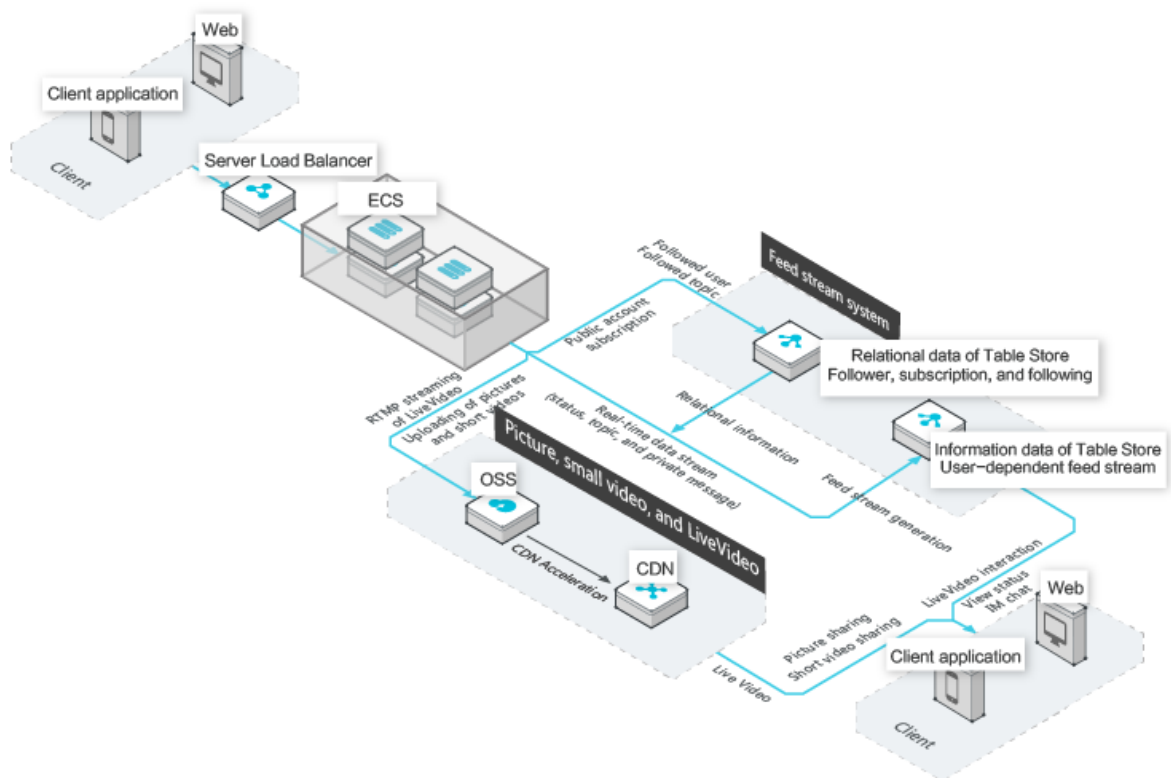 Web
Client application
Client
Server Load Balancer
ECS
Followed user
Followed topic
Public account
subscription
Feed stream system
Relational data of Table Store
Follower, subscription, and following
Information data of Table Store
User-dependent feed stream
RTMp streaming
of LiveVideo
Uploading of pictures
and short videos
Relational information
Real-time data stream
(status, topic, and private message)
Feed stream generation
Picture, small video, and LiveVideo
OSS
CDN Acceleration
CDN
LiveVideo interaction
View status
IM chat
Picture sharing
Short video sharing
Live Video
Web
Client application
Client